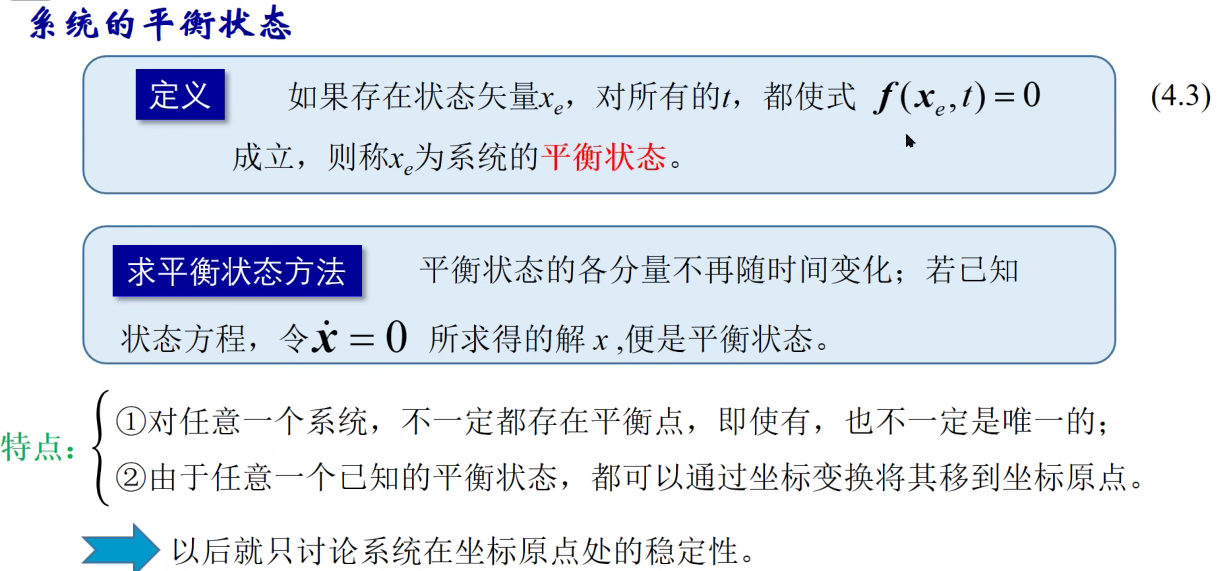 系统的平衡状态
定义 如果存在状态矢量xₑ，对所有的t，都使式 f(xₑ,t)=0 (4.3)
成立，则称xₑ为系统的平衡状态。
求平衡状态方法 平衡状态的各分量不再随时间变化；若已知
状态方程，令ẋ=0 所求得的解 x ,便是平衡状态。
特点：
①对任意一个系统，不一定都存在平衡点，即使有，也不一定是唯一的；
②由于任意一个已知的平衡状态，都可以通过坐标变换将其移到坐标原点。
以后就只讨论系统在坐标原点处的稳定性。